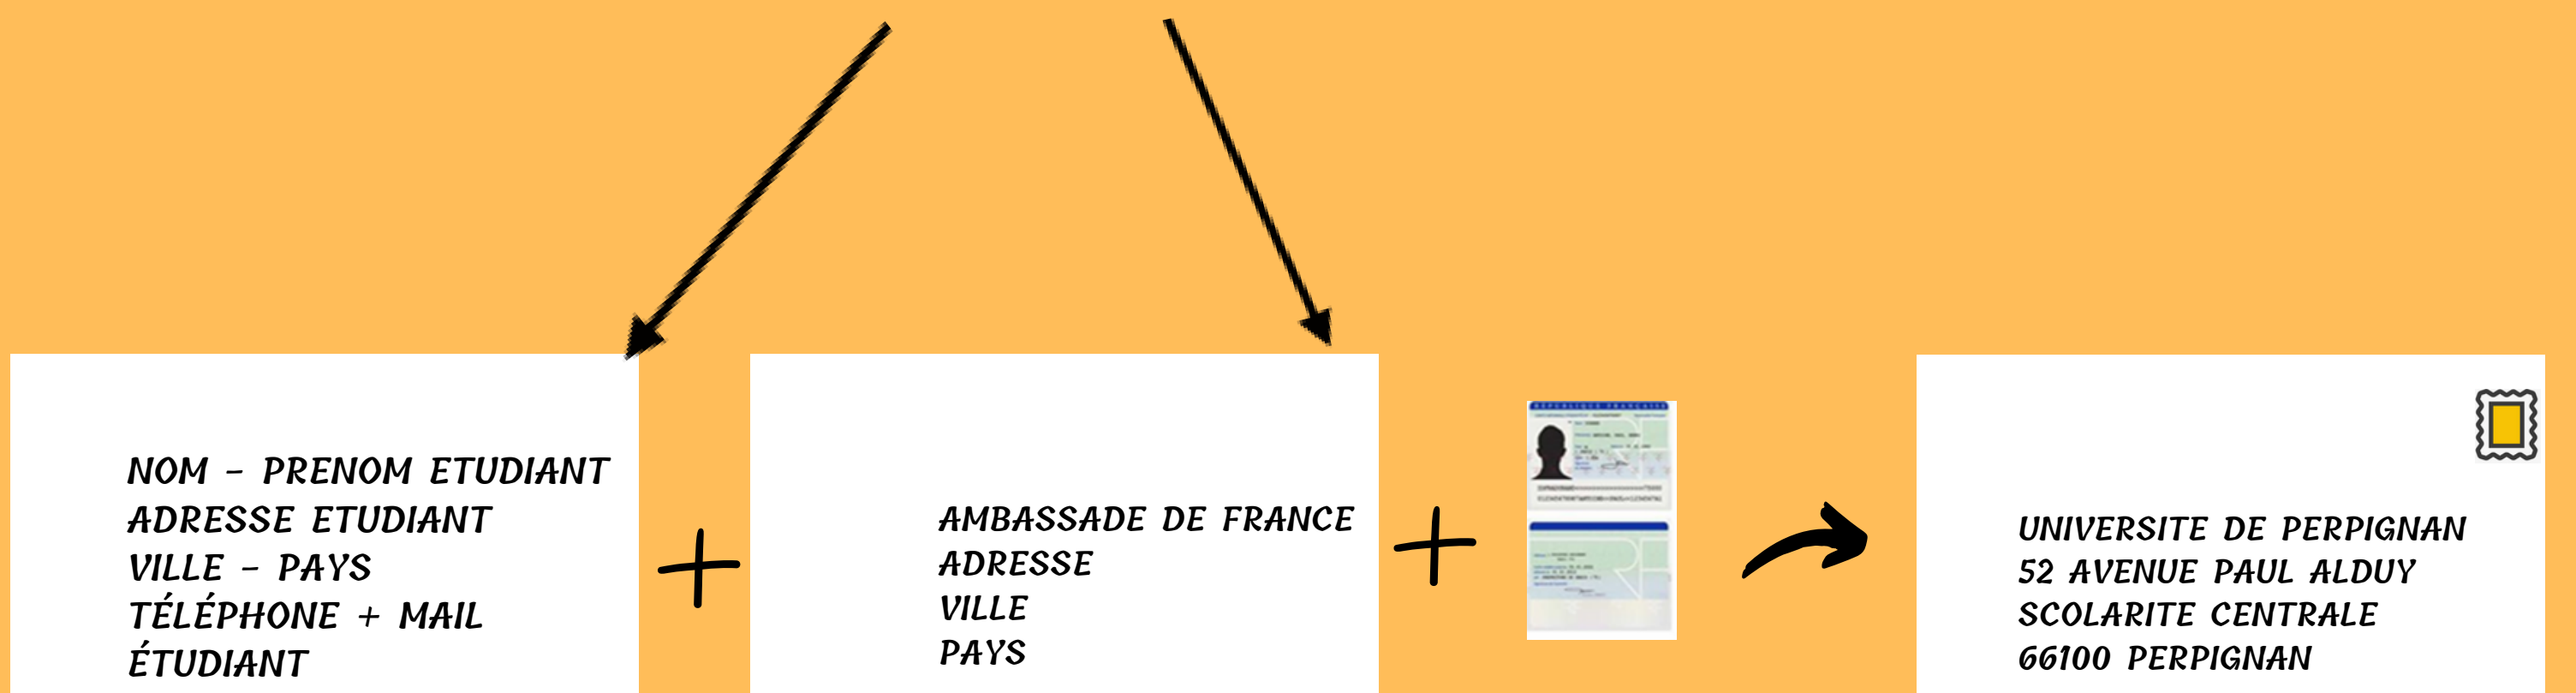 NOM - PRENOM ETUDIANT
ADRESSE ETUDIANT
VILLE - PAYS
TÉLÉPHONE + MAIL
ÉTUDIANT
AMBASSADE DE FRANCE
ADRESSE
VILLE
PAYS
UNIVERSITE DE PERPIGNAN
52 AVENUE PAUL ALDUY
SCOLARITE CENTRALE
66100 PERPIGNAN